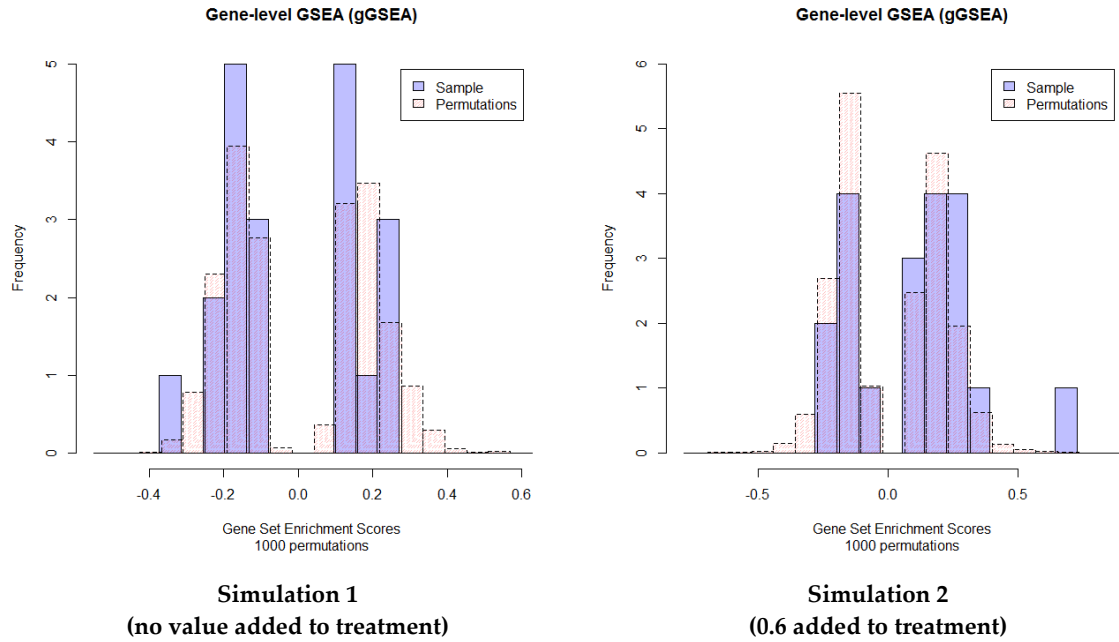 Gene-level GSEA (gGSEA)
5
4
3
2
1
0
Frequency
Sample
Permutations
-0.4
-0.2
0.0
0.2
0.4
0.6
Gene Set Enrichment Scores
1000 permutations
Simulation 1
(no value added to treatment)
Gene-level GSEA (gGSEA)
6
5
4
3
2
1
0
Frequency
Sample
Permutations
-0.5
0.0
0.5
Gene Set Enrichment Scores
1000 permutations
Simulation 2
(0.6 added to treatment)